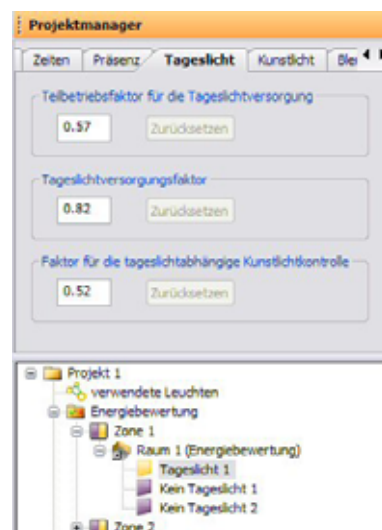 Projektmanager
Zeiten Präsenz Tageslicht Kunstlicht Ble
Teilbetriebsfaktor für die Tageslichtversorgung
0.57 Zurücksetzen
Tageslichtversorgungsfaktor
0.82 Zurücksetzen
Faktor für die tageslichtabhängige Kunstlichtkontrolle
0.52 Zurücksetzen
Projekt 1
verwendete Leuchten
Energiebewertung
Zone 1
Raum 1 (Energiebewertung)
Tageslicht 1
Kein Tageslicht 1
Kein Tageslicht 2
Zone 2